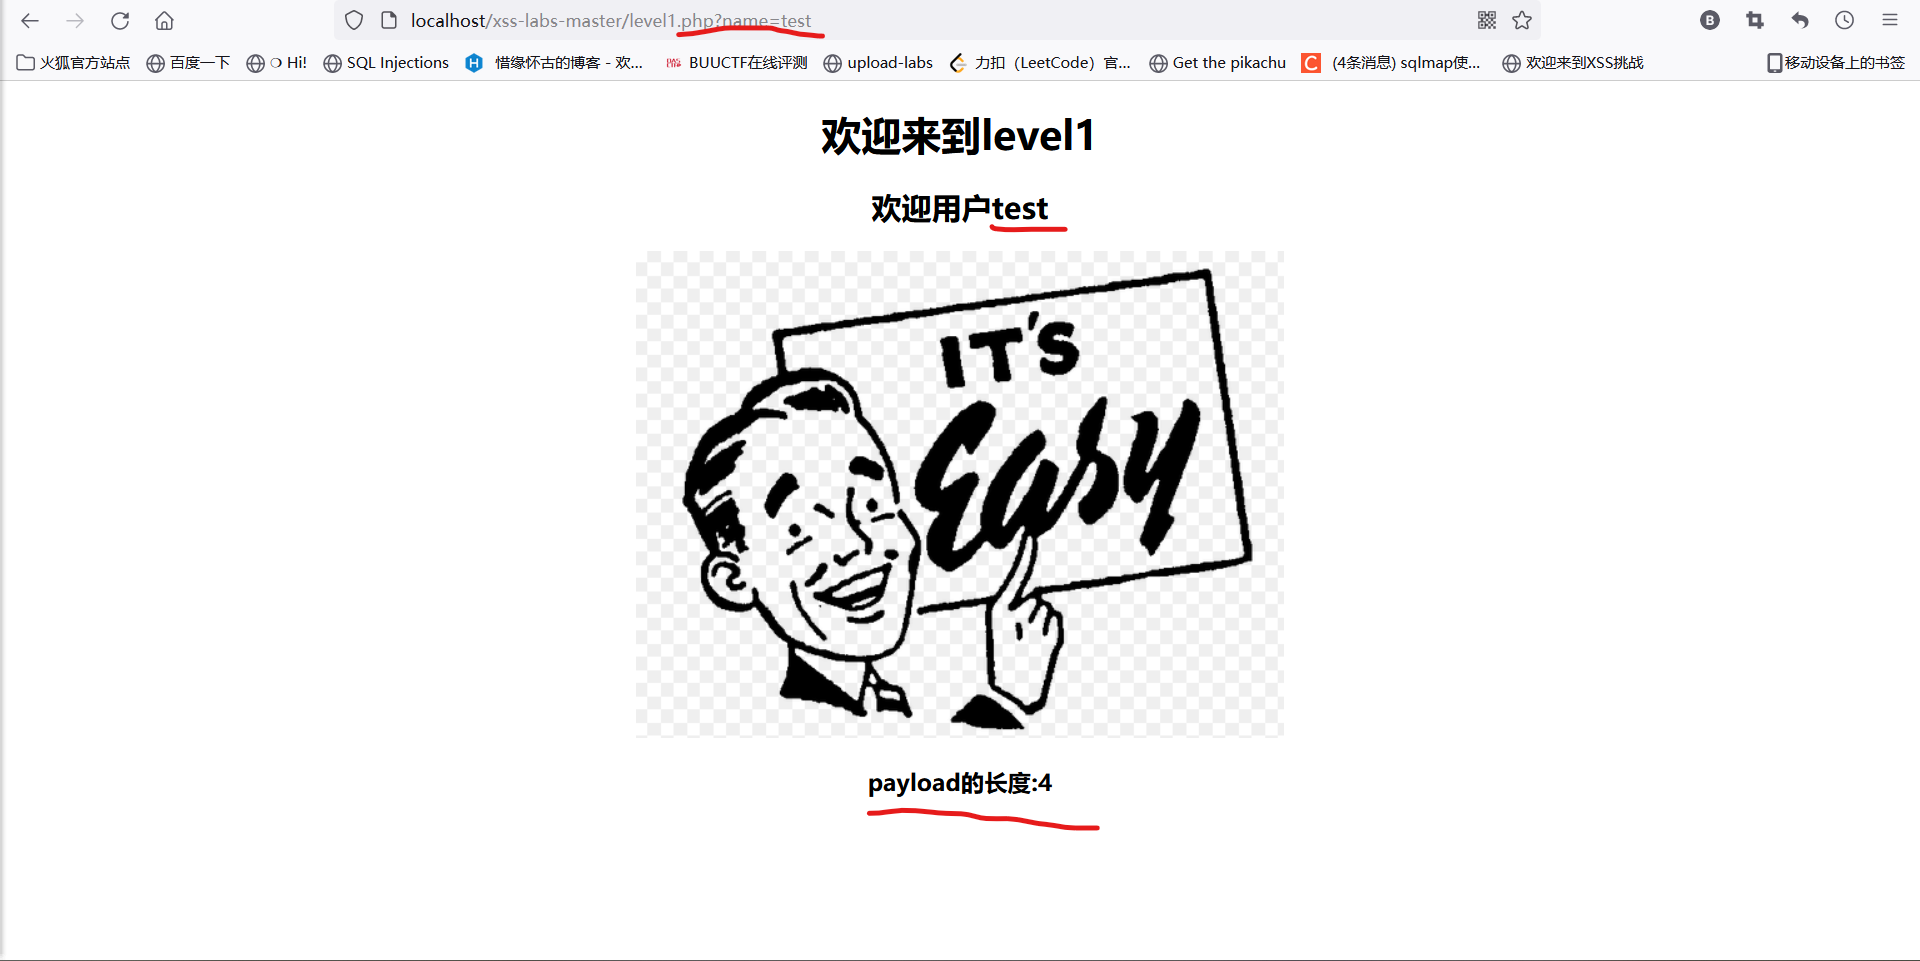 localhost/xss-labs-master/level1.php?name=test
B
火狐官方站点 百度一下 Hi! SQL Injections H 惜缘怀古的博客 - 欢... BUUCTF在线评测 upload-labs 力扣（LeetCode）官... Get the pikachu C (4条消息) sqlmap使... 欢迎来到XSS挑战 移动设备上的书签
欢迎来到level1
欢迎用户test
IT'S
Easy
payload的长度:4